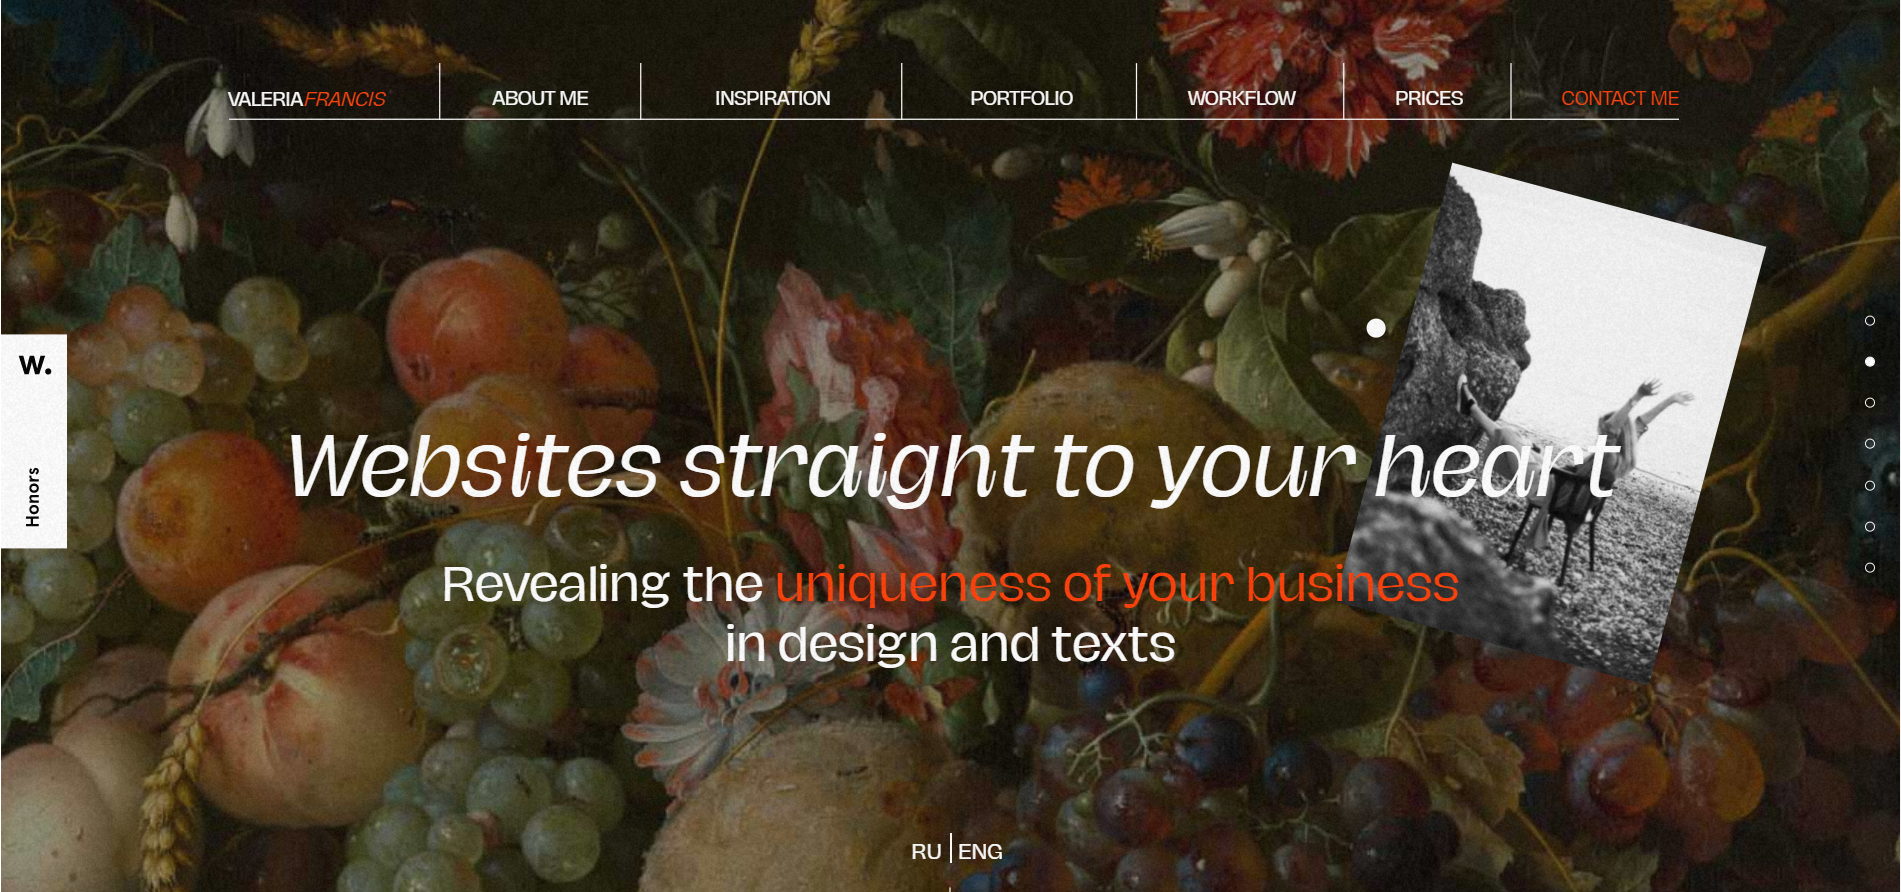 VALERIAFRANCIS
ABOUT ME
INSPIRATION
PORTFOLIO
WORKFLOW
PRICES
CONTACT ME
W.
Honors
Websites straight to your heart
Revealing the uniqueness of your business
in design and texts
RU | ENG